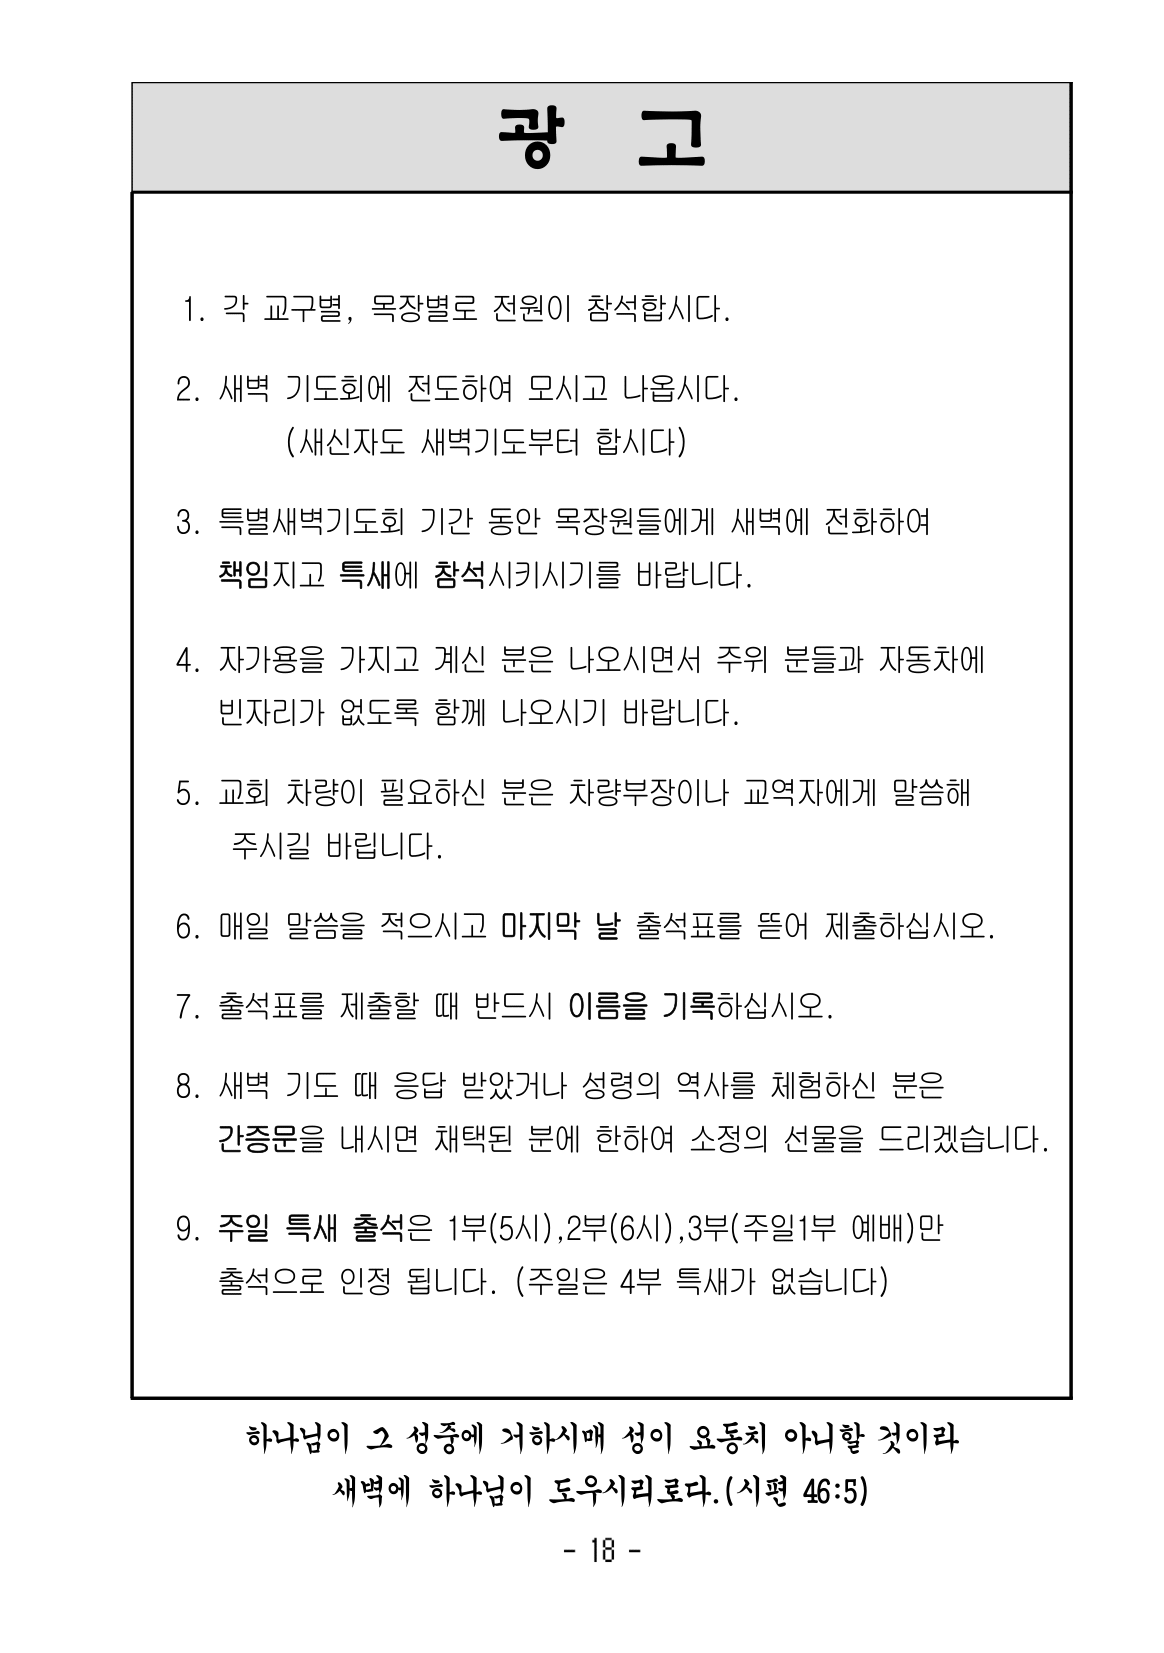 광 고
1. 각 교구별, 목장별로 전원이 참석합시다.
2. 새벽 기도회에 전도하여 모시고 나옵시다.
(새신자도 새벽기도부터 합시다)
3. 특별새벽기도회 기간 동안 목장원들에게 새벽에 전화하여
책임지고 특새에 참석시키시기를 바랍니다.
4. 자가용을 가지고 계신 분은 나오시면서 주위 분들과 자동차에
빈자리가 없도록 함께 나오시기 바랍니다.
5. 교회 차량이 필요하신 분은 차량부장이나 교역자에게 말씀해
주시길 바립니다.
6. 매일 말씀을 적으시고 마지막 날 출석표를 뜯어 제출하십시오.
7. 출석표를 제출할 때 반드시 이름을 기록하십시오.
8. 새벽 기도 때 응답 받았거나 성령의 역사를 체험하신 분은
간증문을 내시면 채택된 분에 한하여 소정의 선물을 드리겠습니다.
9. 주일 특새 출석은 1부(5시),2부(6시),3부(주일1부 예배)만
출석으로 인정 됩니다. (주일은 4부 특새가 없습니다)
하나님이 그 성중에 거하시매 성이 요동치 아니할 것이라
새벽에 하나님이 도우시리로다.(시편 46:5)
- 18 -